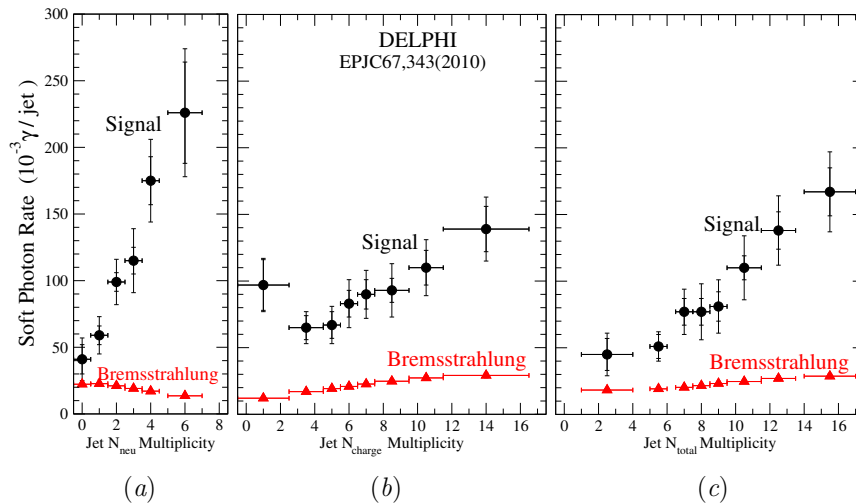 300
250
200
150
100
50
0
Soft Photon Rate (10⁻³γ / jet)
DELPHI
EPJC67,343(2010)
Signal
Signal
Signal
Bremsstrahlung
Bremsstrahlung
Bremsstrahlung
0 2 4 6 8
0 2 4 6 8 10 12 14 16
0 2 4 6 8 10 12 14 16
Jet N_neu Multiplicity
Jet N_charge Multiplicity
Jet N_total Multiplicity
(a)
(b)
(c)